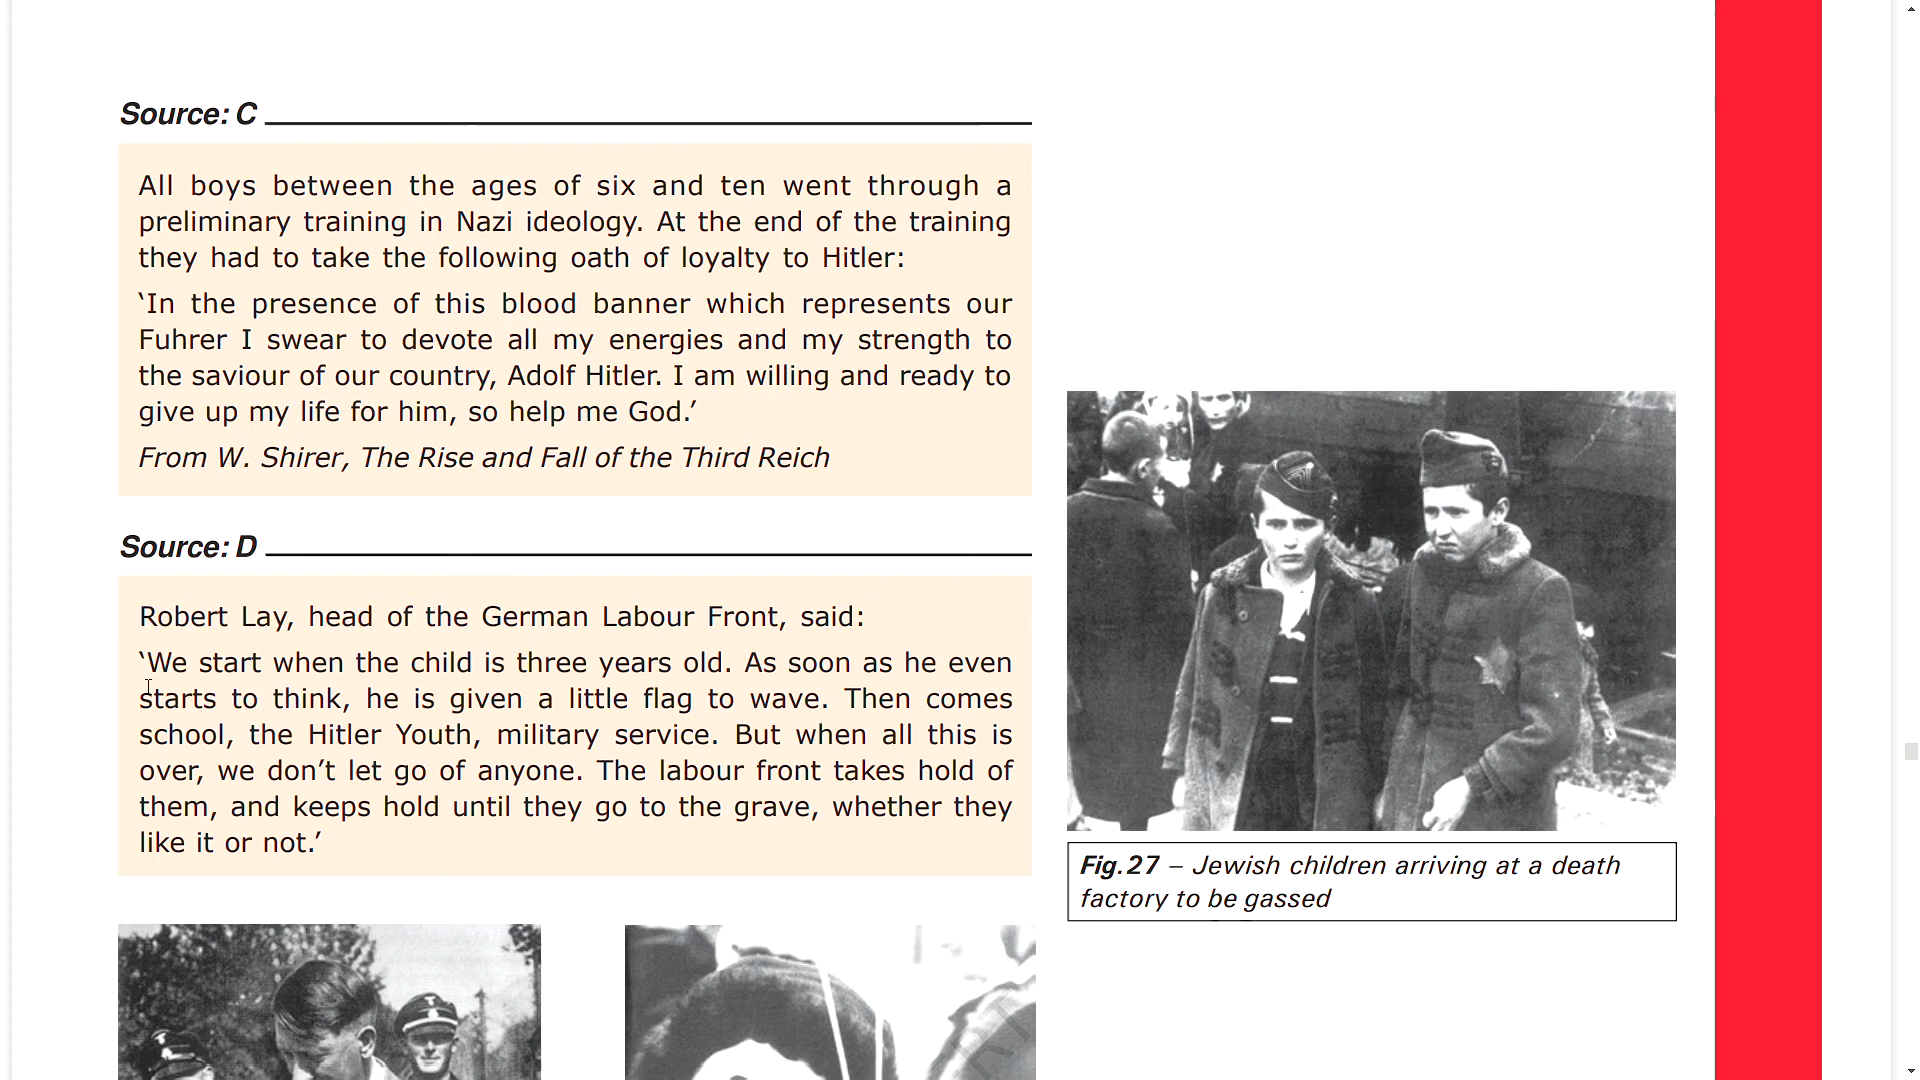 Source: C
All boys between the ages of six and ten went through a
preliminary training in Nazi ideology. At the end of the training
they had to take the following oath of loyalty to Hitler:
‘In the presence of this blood banner which represents our
Fuhrer I swear to devote all my energies and my strength to
the saviour of our country, Adolf Hitler. I am willing and ready to
give up my life for him, so help me God.’
From W. Shirer, The Rise and Fall of the Third Reich
Source: D
Robert Lay, head of the German Labour Front, said:
‘We start when the child is three years old. As soon as he even
starts to think, he is given a little flag to wave. Then comes
school, the Hitler Youth, military service. But when all this is
over, we don’t let go of anyone. The labour front takes hold of
them, and keeps hold until they go to the grave, whether they
like it or not.’
Fig.27 – Jewish children arriving at a death
factory to be gassed